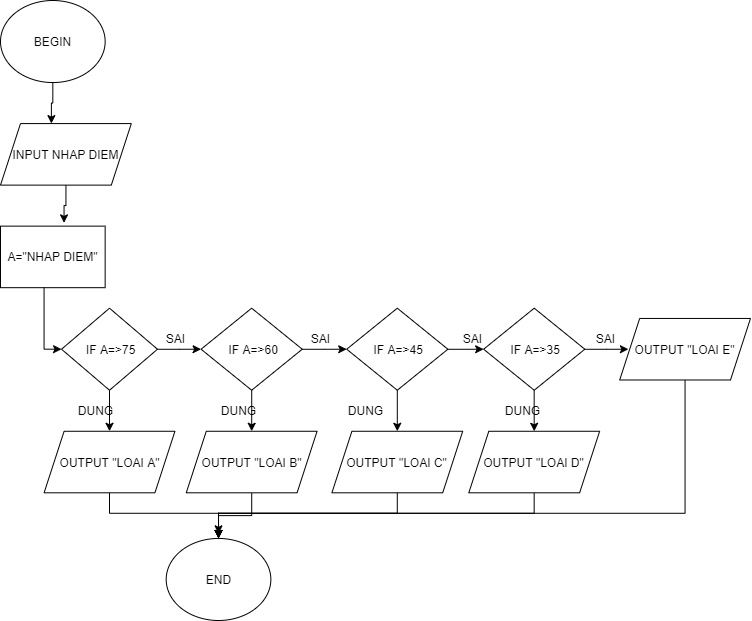 BEGIN
INPUT NHAP DIEM
A="NHAP DIEM"
IF A=>75
SAI
IF A=>60
SAI
IF A=>45
SAI
IF A=>35
SAI
OUTPUT "LOAI E"
DUNG
DUNG
DUNG
DUNG
OUTPUT "LOAI A"
OUTPUT "LOAI B"
OUTPUT "LOAI C"
OUTPUT "LOAI D"
END